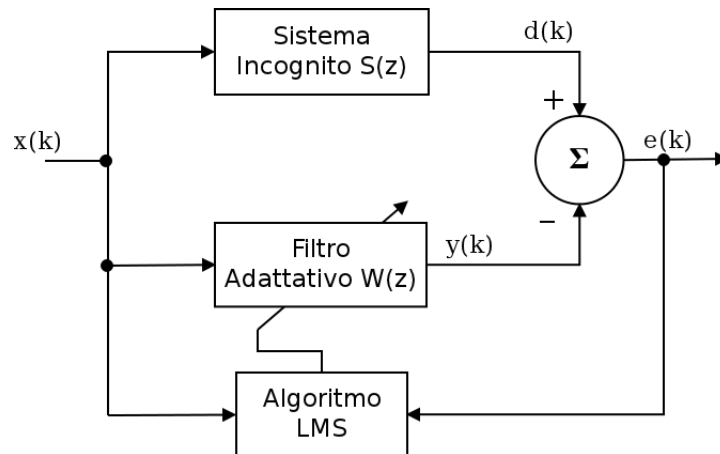 Sistema
Incognito S(z)
d(k)
+
x(k)
Σ
e(k)
−
Filtro
Adattativo W(z)
y(k)
Algoritmo
LMS